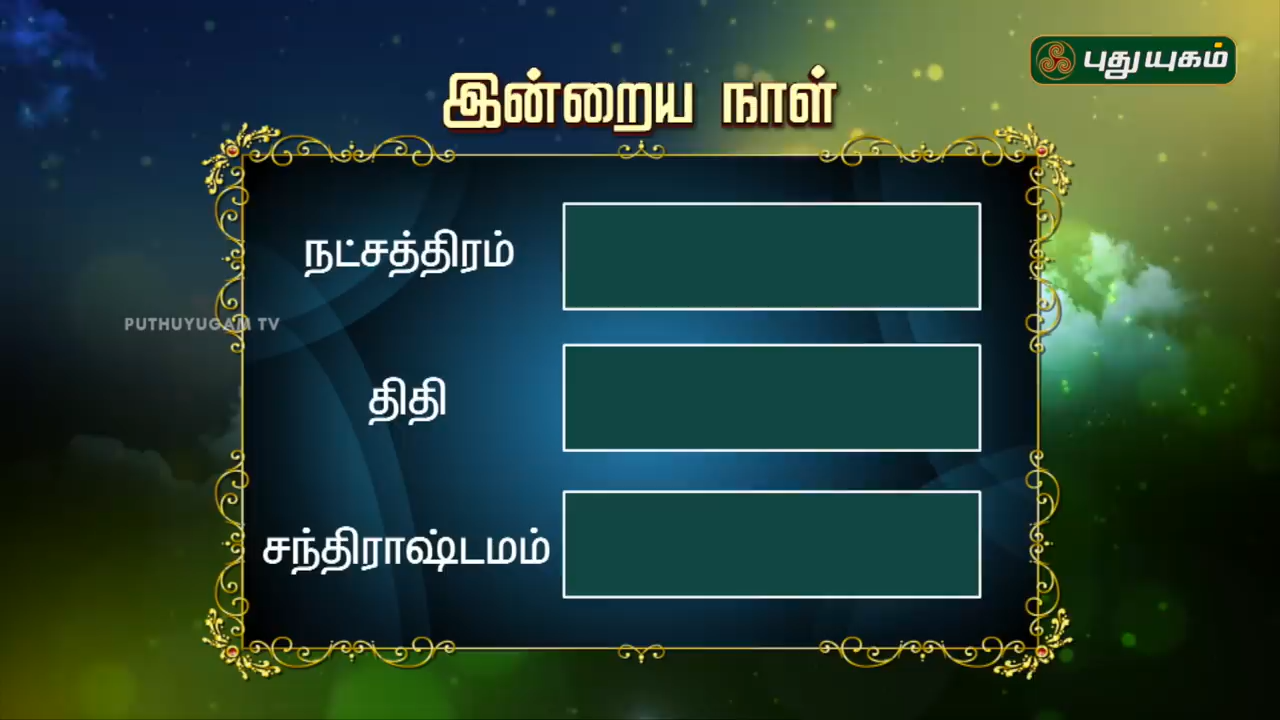 புதுயுகம்
இன்றைய நாள்
நட்சத்திரம்
PUTHUYUGAM TV
திதி
சந்திராஷ்டமம்